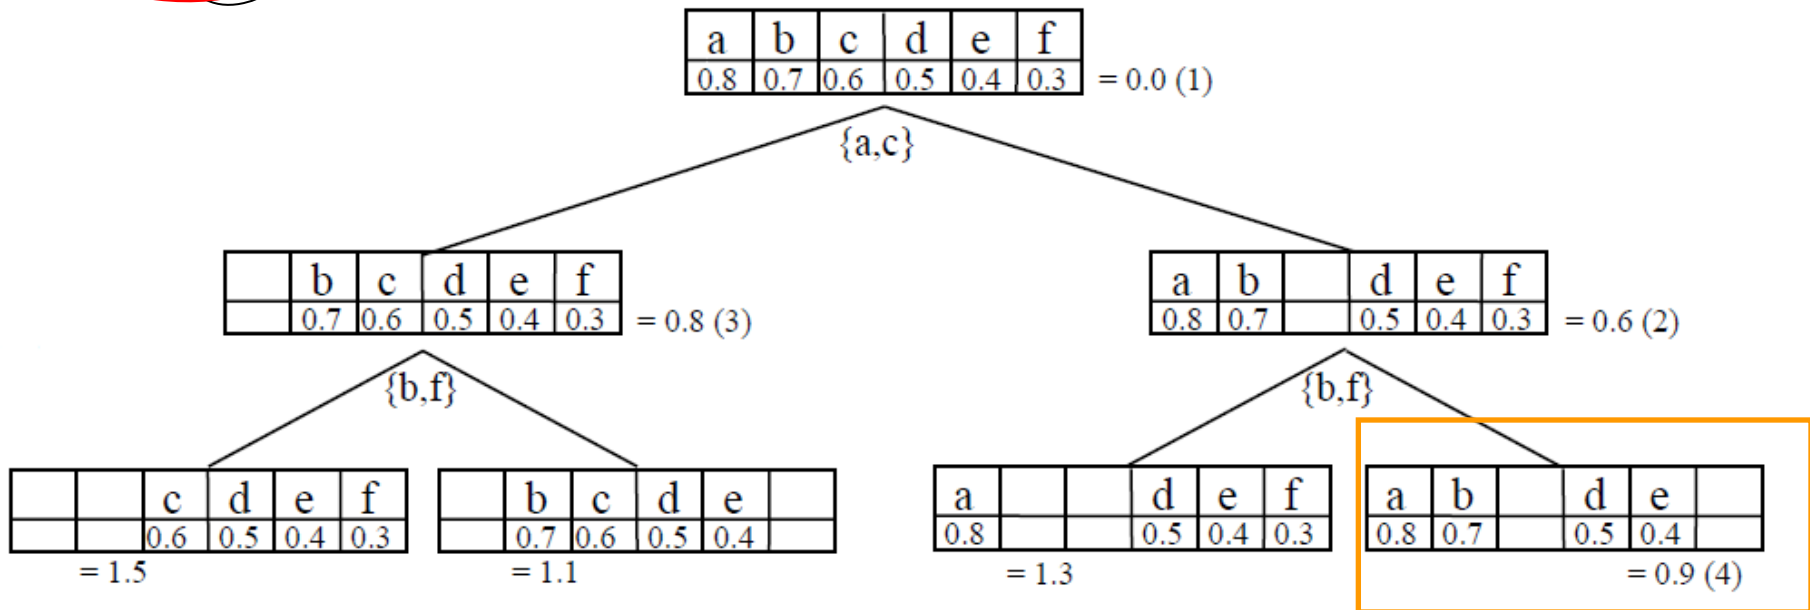 a b c d e f
0.8 0.7 0.6 0.5 0.4 0.3 = 0.0 (1)
{a,c}
b c d e f
0.7 0.6 0.5 0.4 0.3 = 0.8 (3)
a b d e f
0.8 0.7 0.5 0.4 0.3 = 0.6 (2)
{b,f}
{b,f}
c d e f
0.6 0.5 0.4 0.3
= 1.5
b c d e
0.7 0.6 0.5 0.4
= 1.1
a d e f
0.8 0.5 0.4 0.3
= 1.3
a b d e
0.8 0.7 0.5 0.4
= 0.9 (4)